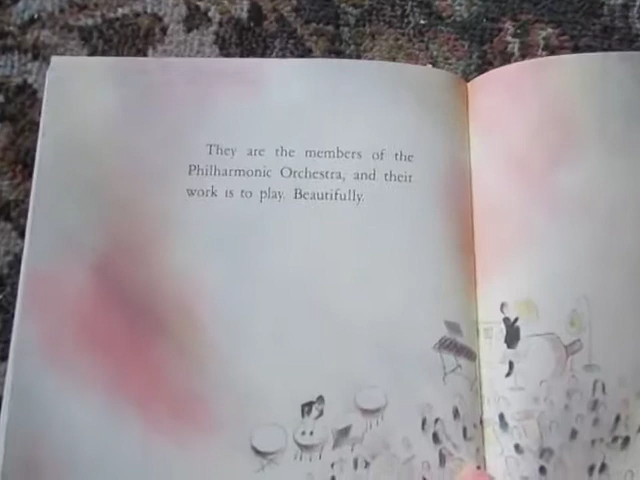 They are the members of the
Philharmonic Orchestra, and their
work is to play. Beautifully.